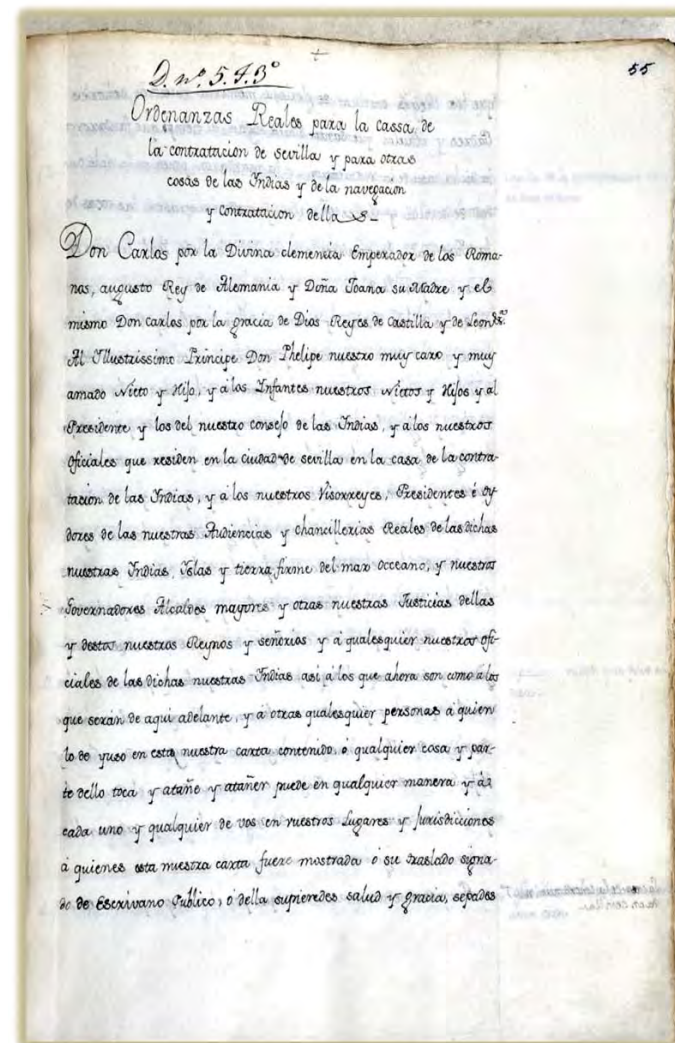 D. nº. 5. J. 3º
55
Ordenanzas Reales para la cassa de
la contratacion de sevilla y para otras
cosas de las Indias y de la navegacion
y contratacion dellas
Don Carlos por la Divina clemencia Emperador de los Roma-
nos, augusto Rey de Alemania y Doña Joana su Madre y el
mismo Don Carlos por la gracia de Dios Reyes de Castilla y de Leon
Al Illustrissimo Principe Don Phelipe nuestro muy caro y muy
amado Nieto y Hijo, y a los Infantes nuestros Nietos y Hijos y al
Presidente y los del nuestro consejo de las Indias, y a los nuestros
oficiales que residen en la ciudad de sevilla en la casa de la contra-
tacion de las Indias, y a los nuestros Visorreyes, Presidentes é oy-
dores de las nuestras Audiencias y chancillerias Reales de las dichas
nuestras Indias, Islas y tierra firme del mar occeano, y nuestros
Governadores Alcaldes mayores y otras nuestras Justicias dellas
y destos nuestros Reynos y señorios y á qualesquier nuestros ofi-
ciales de las dichas nuestras Indias asi á los que ahora son como á los
que seran de aqui adelante, y á otras qualesquier personas á quien
lo de yuso en esta nuestra carta contenido, ó qualquier cosa y par-
te dello toca y atañe y atañer puede en qualquier manera y á
cada uno y qualquier de vos en vuestros Lugares y Jurisdicciones
á quienes esta nuestra carta fuere mostrada ó su traslado signa-
do de Escrivano Publico, ó della supieredes salud y gracia, sepades